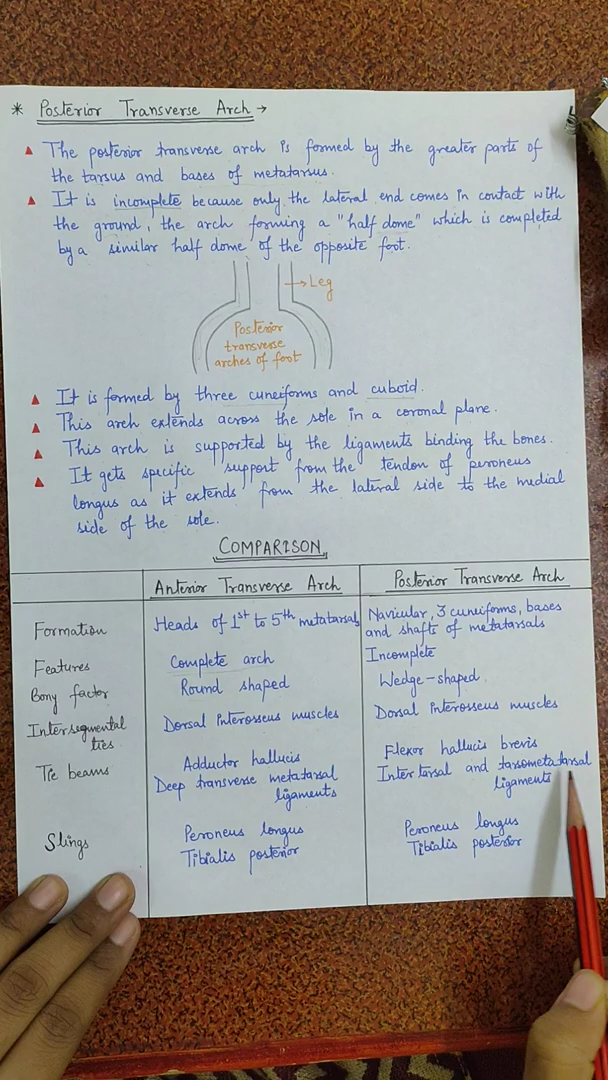 * Posterior Transverse Arch →
▲ The posterior transverse arch is formed by the greater parts of
the tarsus and bases of metatarsus.
▲ It is incomplete because only the lateral end comes in contact with
the ground, the arch forming a "half dome" which is completed
by a similar half dome of the opposite foot.
→ Leg
Posterior
transverse
arches of foot
▲ It is formed by three cuneiforms and cuboid.
▲ This arch extends across the sole in a coronal plane.
▲ This arch is supported by the ligaments binding the bones.
▲ It gets specific support from the tendon of peroneus
longus as it extends from the lateral side to the medial
side of the sole.
COMPARISON
Anterior Transverse Arch Posterior Transverse Arch
Formation Heads of 1st to 5th metatarsals Navicular, 3 cuneiforms, bases
and shafts of metatarsals
Features Complete arch Incomplete
Bony factor Round shaped Wedge-shaped
Intersegmental Dorsal interosseus muscles Dorsal interosseus muscles
ties
Tie beams Adductor hallucis Flexor hallucis brevis
Deep transverse metatarsal Intertarsal and tarsometatarsal
ligaments ligaments
Slings Peroneus longus Peroneus longus
Tibialis posterior Tibialis posterior